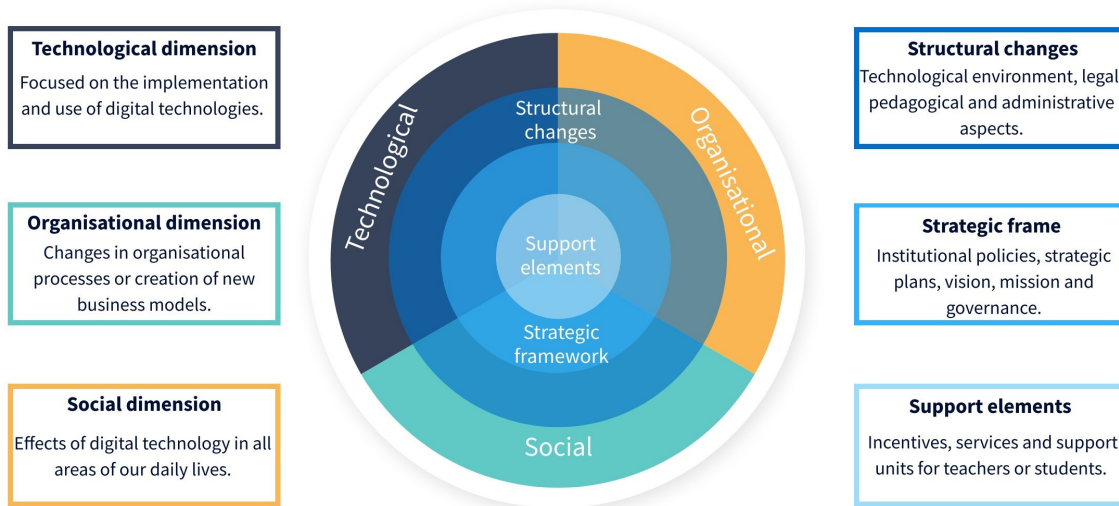 Technological dimension
Focused on the implementation
and use of digital technologies.
Organisational dimension
Changes in organisational
processes or creation of new
business models.
Social dimension
Effects of digital technology in all
areas of our daily lives.
Technological
Organisational
Social
Structural
changes
Support
elements
Strategic
framework
Structural changes
Technological environment, legal,
pedagogical and administrative
aspects.
Strategic frame
Institutional policies, strategic
plans, vision, mission and
governance.
Support elements
Incentives, services and support
units for teachers or students.